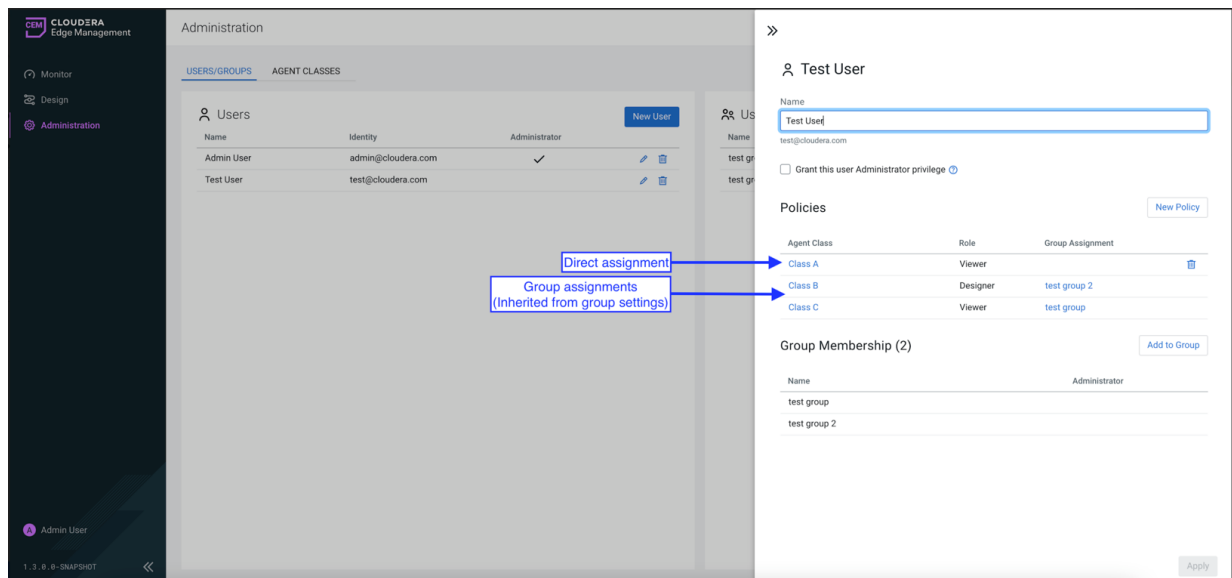 CEM CLOUDERA
Edge Management
Monitor
Design
Administration
A Admin User
1.3.0.0-SNAPSHOT
Administration
USERS/GROUPS AGENT CLASSES
Users New User
Name Identity Administrator
Admin User admin@cloudera.com
Test User test@cloudera.com
Us
Name
test gr
test gr
Direct assignment
Group assignments
(Inherited from group settings)
Test User
Name
Test User
test@cloudera.com
Grant this user Administrator privilege
Policies New Policy
Agent Class Role Group Assignment
Class A Viewer
Class B Designer test group 2
Class C Viewer test group
Group Membership (2) Add to Group
Name Administrator
test group
test group 2
Apply